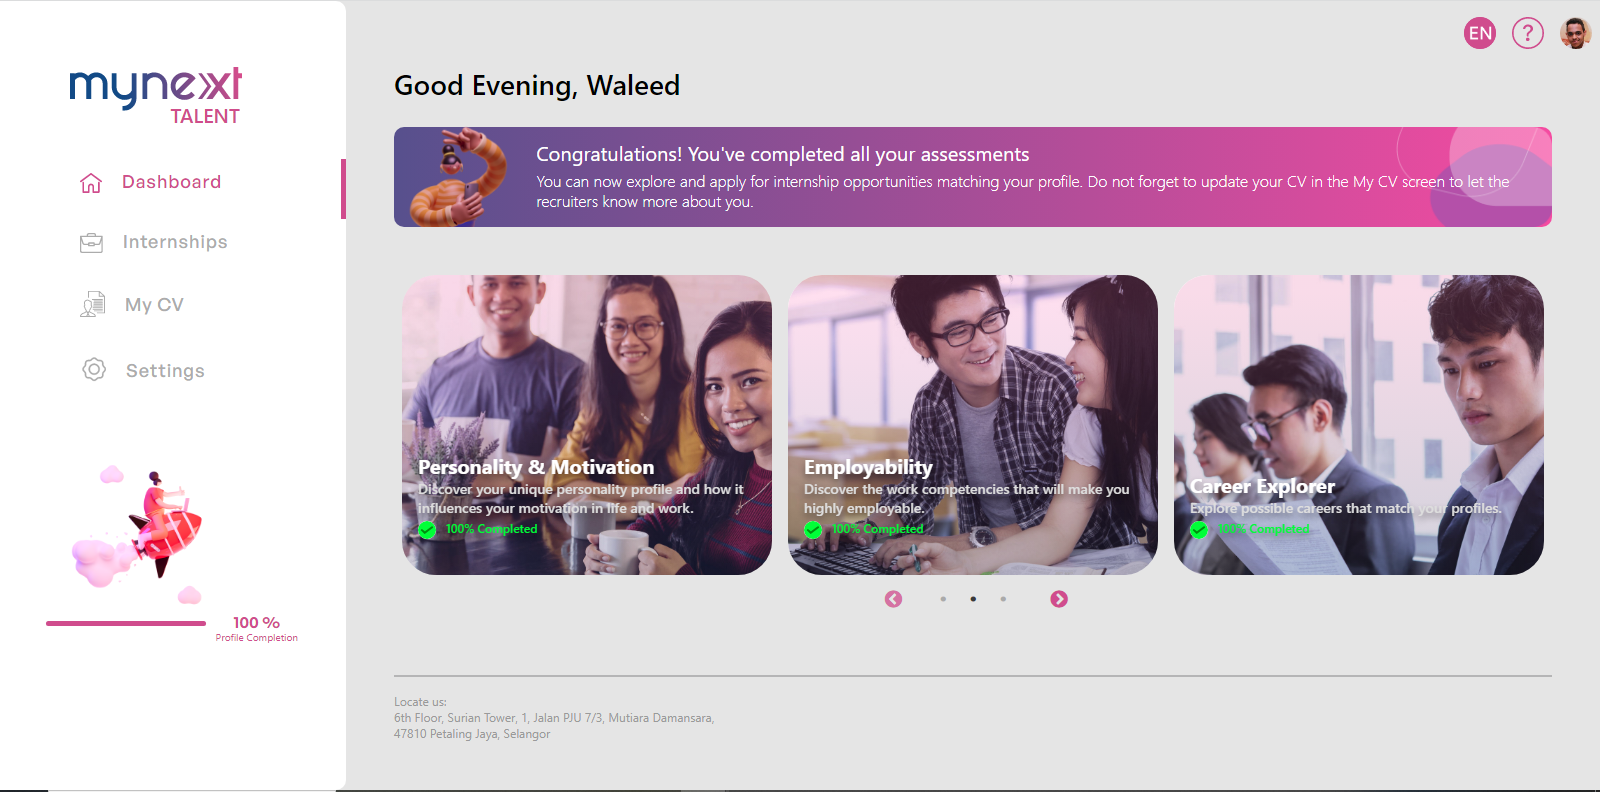 mynext
TALENT
Dashboard
Internships
My CV
Settings
100 %
Profile Completion
EN
?
Good Evening, Waleed
Congratulations! You've completed all your assessments
You can now explore and apply for internship opportunities matching your profile. Do not forget to update your CV in the My CV screen to let the
recruiters know more about you.
Personality & Motivation
Discover your unique personality profile and how it
influences your motivation in life and work.
100% Completed
Employability
Discover the work competencies that will make you
highly employable.
100% Completed
Career Explorer
Explore possible careers that match your profiles.
100% Completed
Locate us:
6th Floor, Surian Tower, 1, Jalan PJU 7/3, Mutiara Damansara,
47810 Petaling Jaya, Selangor